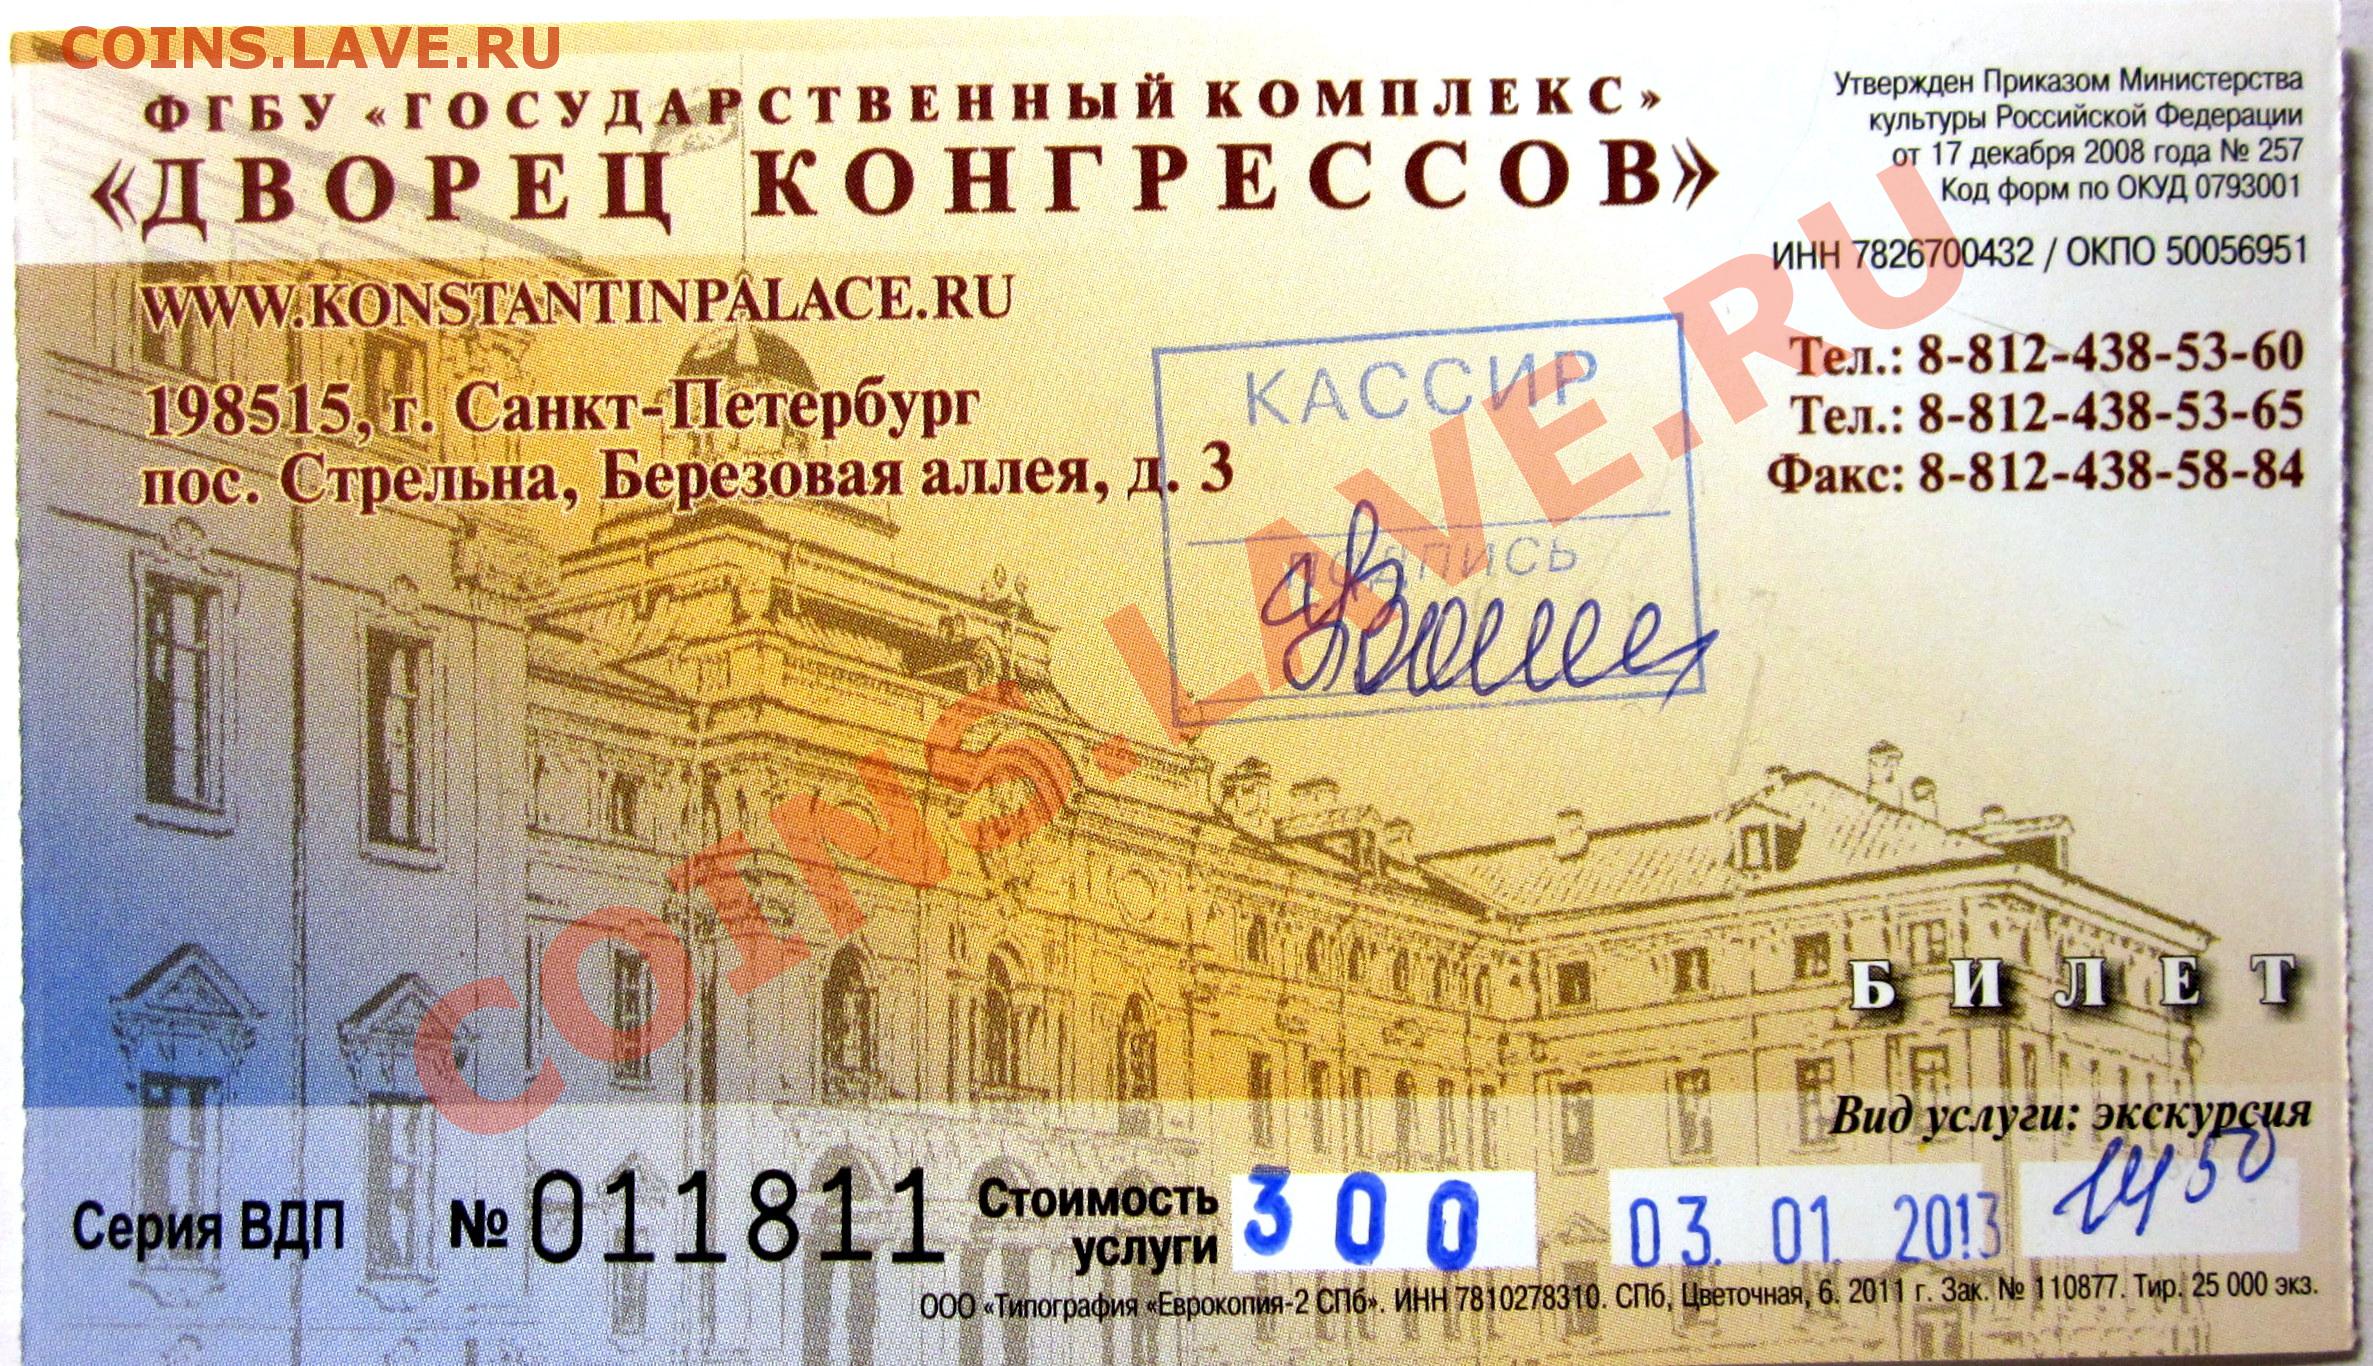 COINS.LAVE.RU
ФГБУ «ГОСУДАРСТВЕННЫЙ КОМПЛЕКС»
«ДВОРЕЦ КОНГРЕССОВ»
WWW.KONSTANTINPALACE.RU
198515, г. Санкт-Петербург
пос. Стрельна, Березовая аллея, д. 3
Утвержден Приказом Министерства
культуры Российской Федерации
от 17 декабря 2008 года № 257
Код форм по ОКУД 0793001
ИНН 7826700432 / ОКПО 50056951
Тел.: 8-812-438-53-60
Тел.: 8-812-438-53-65
Факс: 8-812-438-58-84
КАССИР
ПОДПИСЬ
COINS.LAVE.RU
БИЛЕТ
Вид услуги: экскурсия
Серия ВДП № 011811 Стоимость услуги 300 03. 01. 2013 14 50
ООО «Типография «Еврокопия-2 СПб». ИНН 7810278310. СПб, Цветочная, 6. 2011 г. Зак. № 110877. Тир. 25 000 экз.